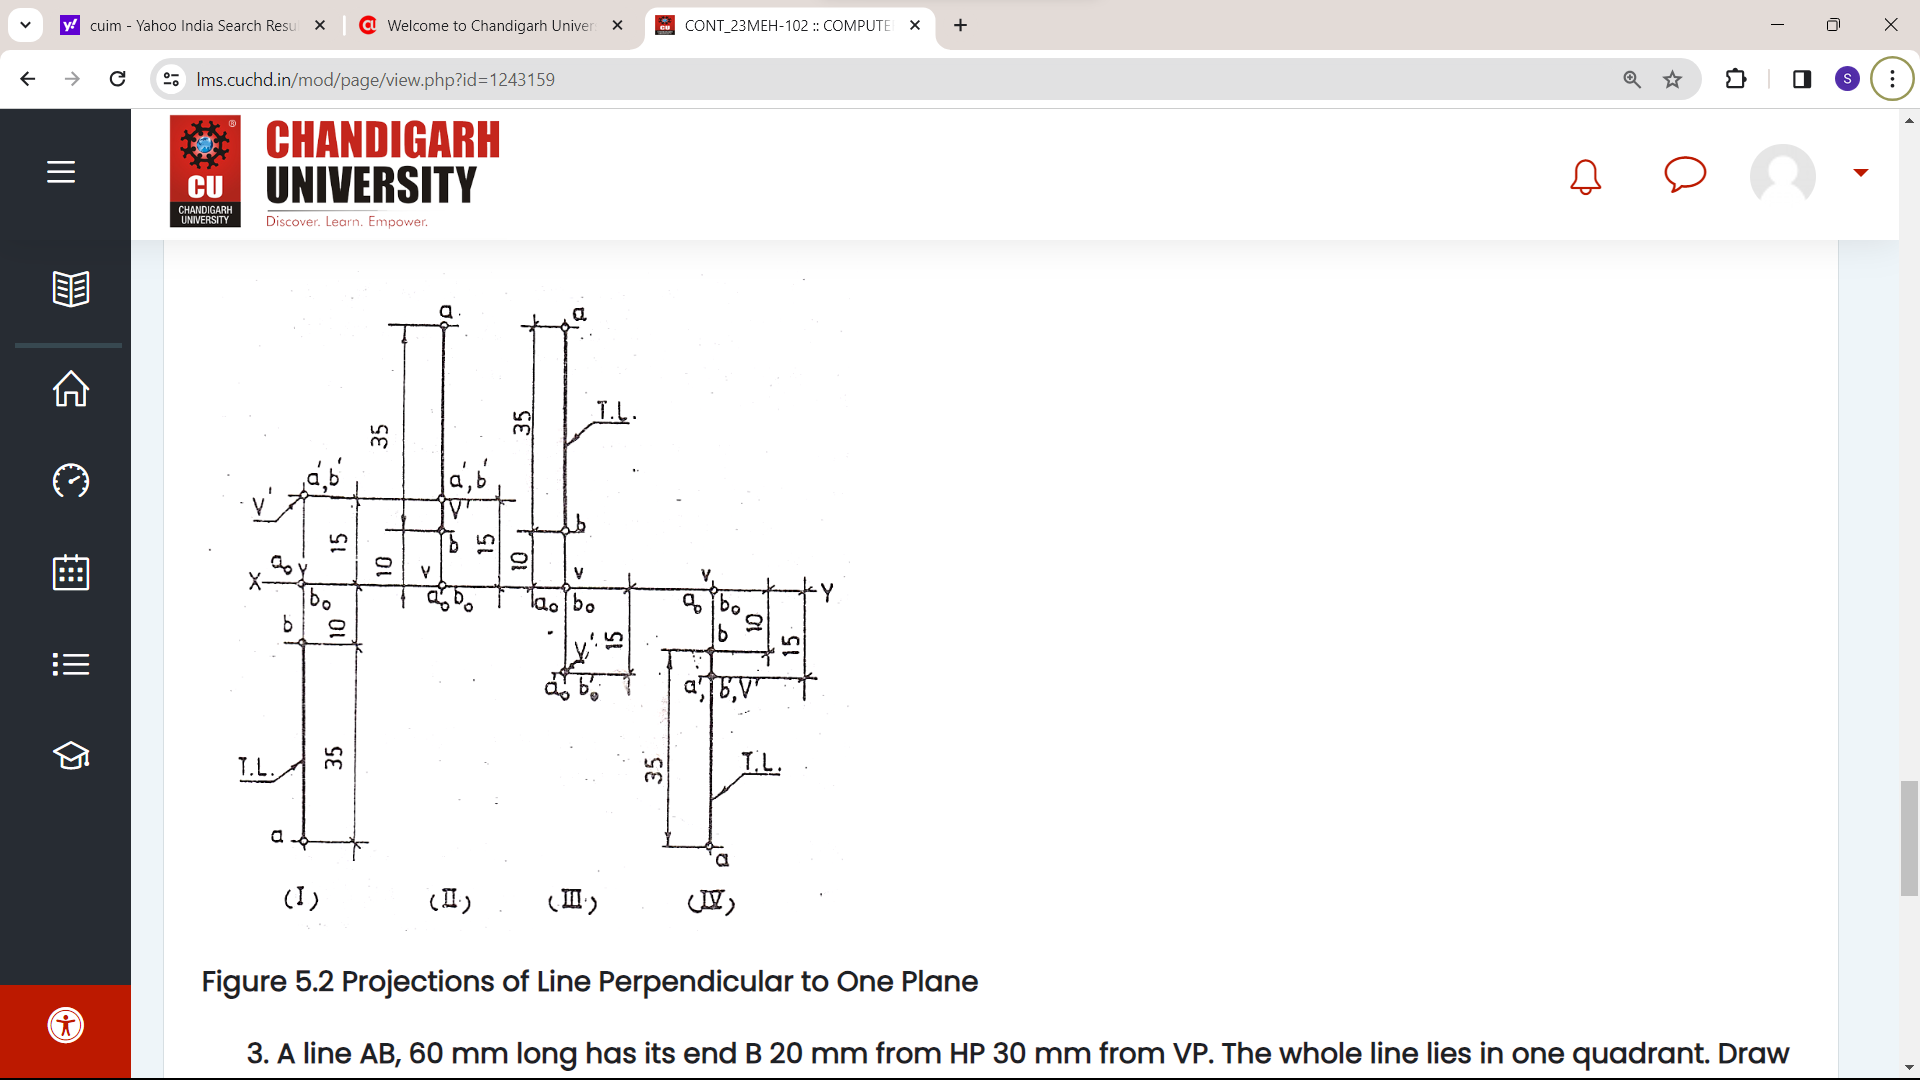 cuim - Yahoo India Search Resu
Welcome to Chandigarh Univer
CONT_23MEH-102 :: COMPUTE
lms.cuchd.in/mod/page/view.php?id=1243159
S
CU
CHANDIGARH
UNIVERSITY
®
CHANDIGARH
UNIVERSITY
Discover. Learn. Empower.
a
a
35
35
T.L.
a',b'
a',b'
V'
V'
b
b
15
10
15
10
X
a₀ v
b₀
v
a₀ b₀
v
a₀ b₀
v
a₀ b₀
Y
b
10
V'
15
b
10
15
a'₀ b'₀
a', b',V'
T.L.
35
35
T.L.
a
a
(I)
(II)
(III)
(IV)
Figure 5.2 Projections of Line Perpendicular to One Plane
3. A line AB, 60 mm long has its end B 20 mm from HP 30 mm from VP. The whole line lies in one quadrant. Draw